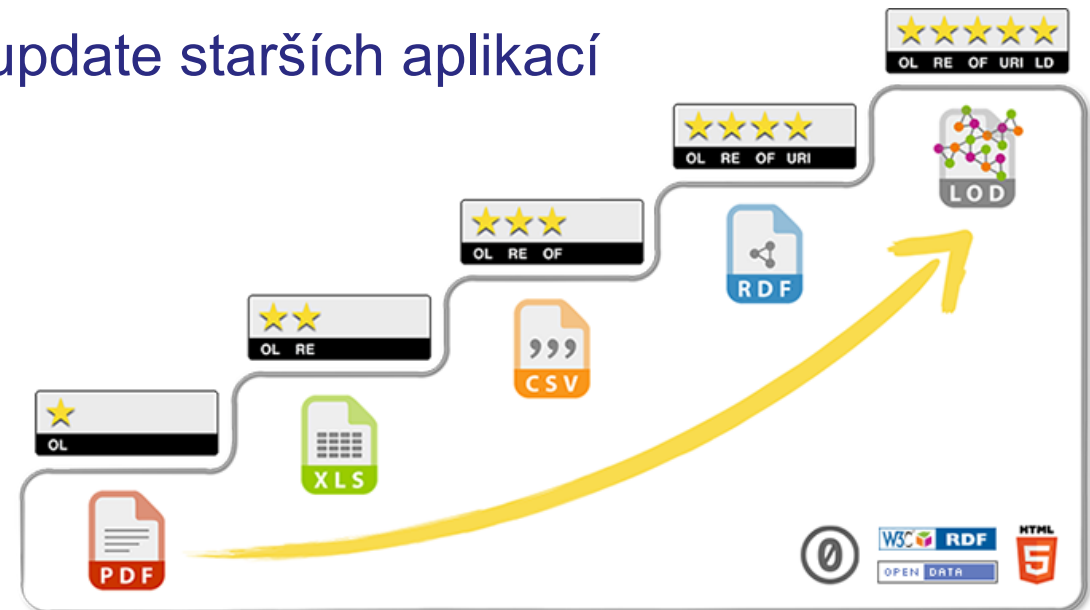 update starších aplikací
OL RE OF URI LD
LOD
OL RE OF URI
RDF
OL RE OF
,,,
CSV
OL RE
XLS
OL
PDF
0
W3C RDF
OPEN DATA
HTML
5